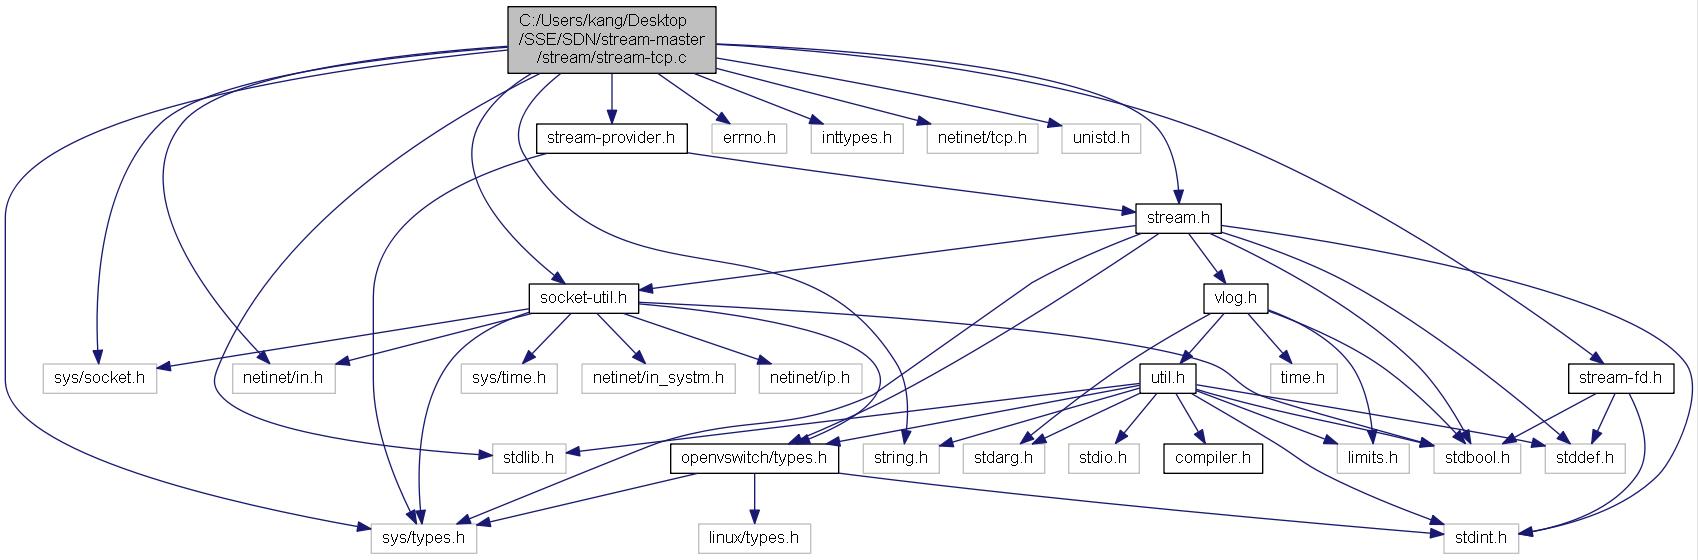 C:/Users/kang/Desktop
/SSE/SDN/stream-master
/stream/stream-tcp.c
stream-provider.h
errno.h
inttypes.h
netinet/tcp.h
unistd.h
stream.h
socket-util.h
vlog.h
sys/socket.h
netinet/in.h
sys/time.h
netinet/in_systm.h
netinet/ip.h
util.h
time.h
stream-fd.h
stdlib.h
openvswitch/types.h
string.h
stdarg.h
stdio.h
compiler.h
limits.h
stdbool.h
stddef.h
sys/types.h
linux/types.h
stdint.h